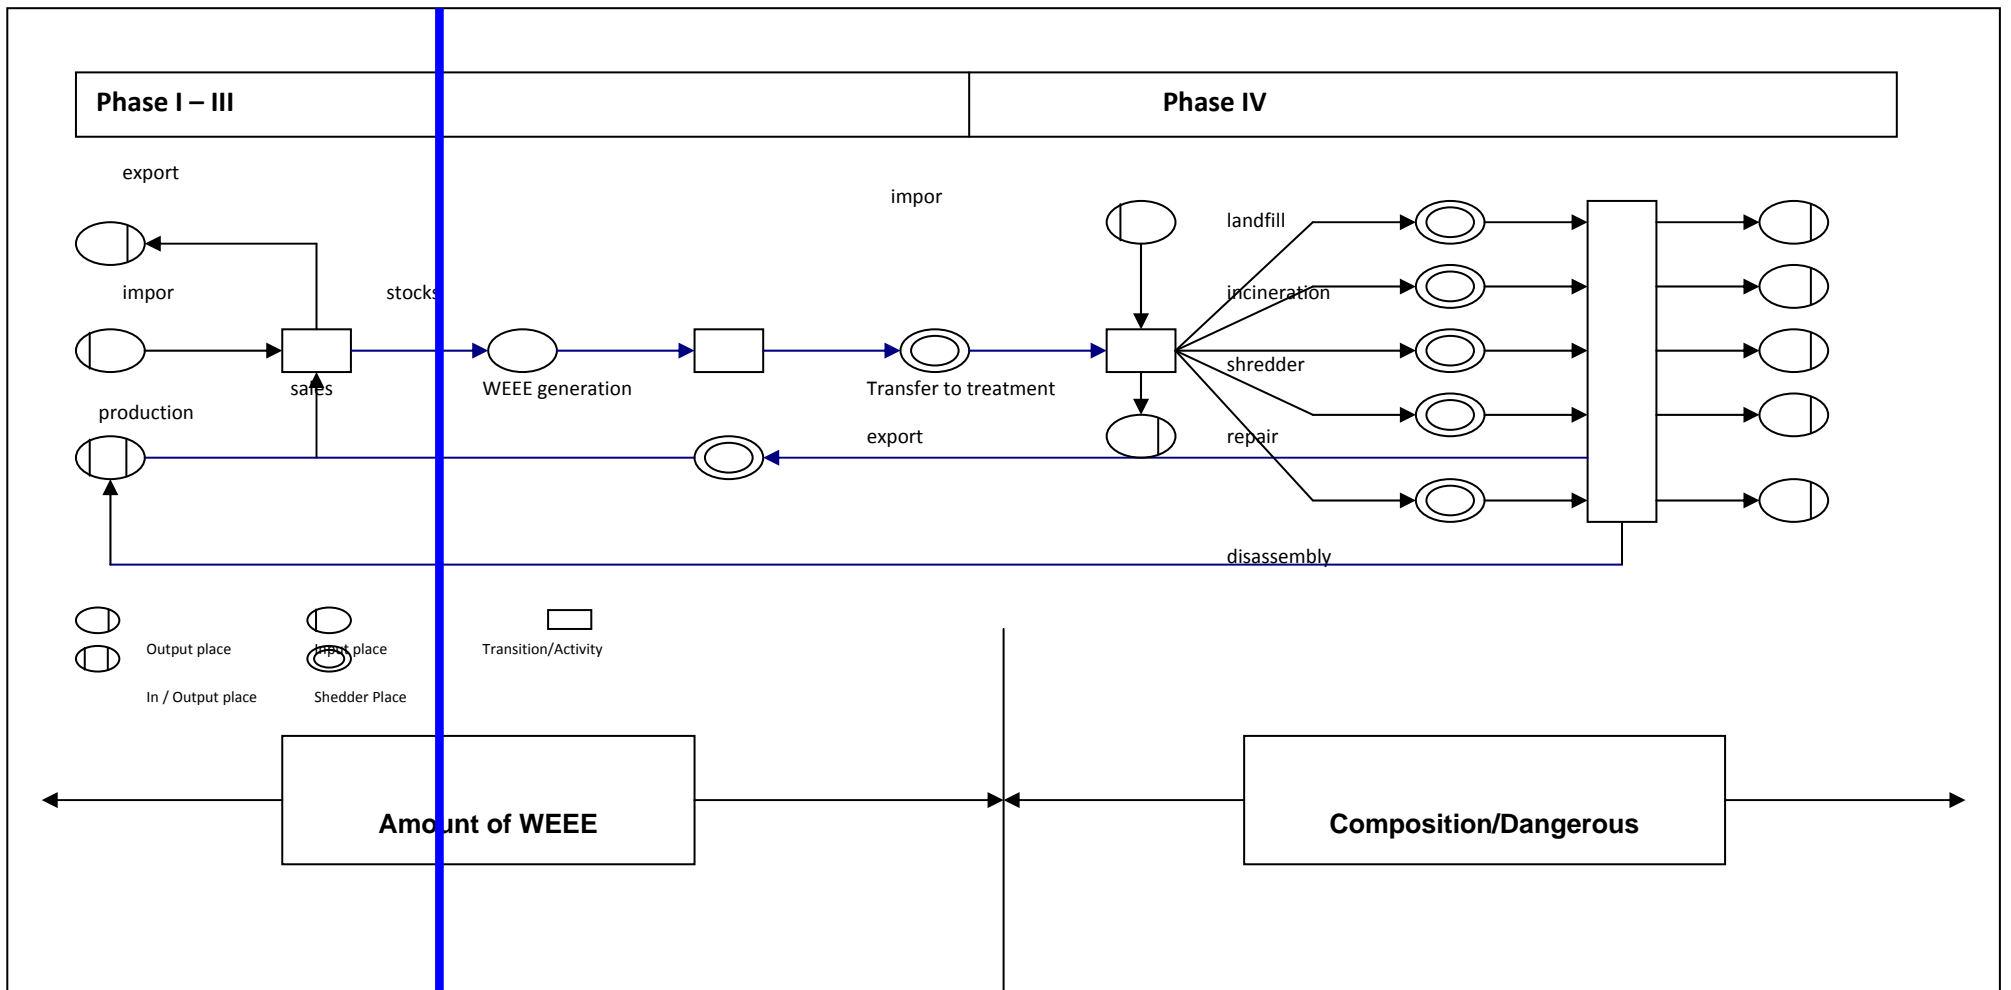 Phase I – III
Phase IV
export
impor
landfill
impor
stocks
incineration
sales
WEEE generation
Transfer to treatment
shredder
production
export
repair
disassembly
Output place
Input place
Transition/Activity
In / Output place
Shedder Place
Amount of WEEE
Composition/Dangerous